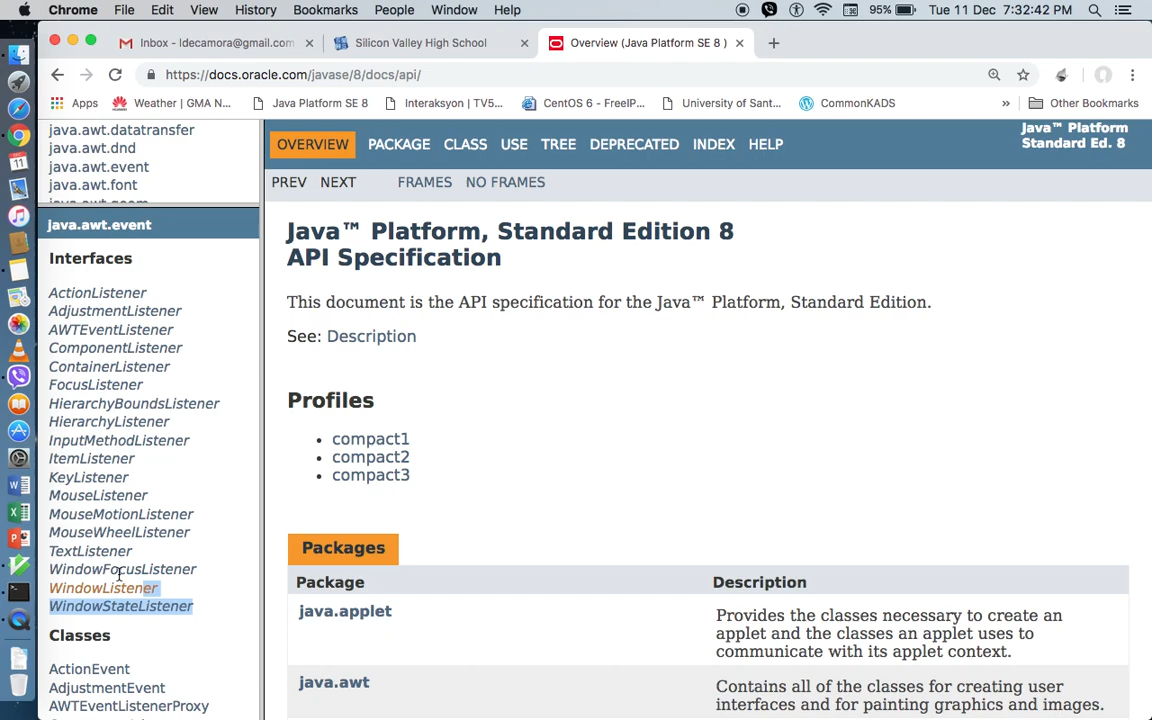 Chrome File Edit View History Bookmarks People Window Help 95% Tue 11 Dec 7:32:42 PM
Inbox - ldecamora@gmail.com
Silicon Valley High School
Overview (Java Platform SE 8 )
https://docs.oracle.com/javase/8/docs/api/
Apps Weather | GMA N... Java Platform SE 8 Interaksyon | TV5... CentOS 6 - FreeIP... University of Sant... CommonKADS » Other Bookmarks
java.awt.datatransfer
java.awt.dnd
java.awt.event
java.awt.font
java.awt.geom
java.awt.event
Interfaces
ActionListener
AdjustmentListener
AWTEventListener
ComponentListener
ContainerListener
FocusListener
HierarchyBoundsListener
HierarchyListener
InputMethodListener
ItemListener
KeyListener
MouseListener
MouseMotionListener
MouseWheelListener
TextListener
WindowFocusListener
WindowListener
WindowStateListener
Classes
ActionEvent
AdjustmentEvent
AWTEventListenerProxy
OVERVIEW PACKAGE CLASS USE TREE DEPRECATED INDEX HELP
Java™ Platform
Standard Ed. 8
PREV NEXT FRAMES NO FRAMES
Java™ Platform, Standard Edition 8
API Specification
This document is the API specification for the Java™ Platform, Standard Edition.
See: Description
Profiles
• compact1
• compact2
• compact3
Packages
Package Description
java.applet Provides the classes necessary to create an
applet and the classes an applet uses to
communicate with its applet context.
java.awt Contains all of the classes for creating user
interfaces and for painting graphics and images.